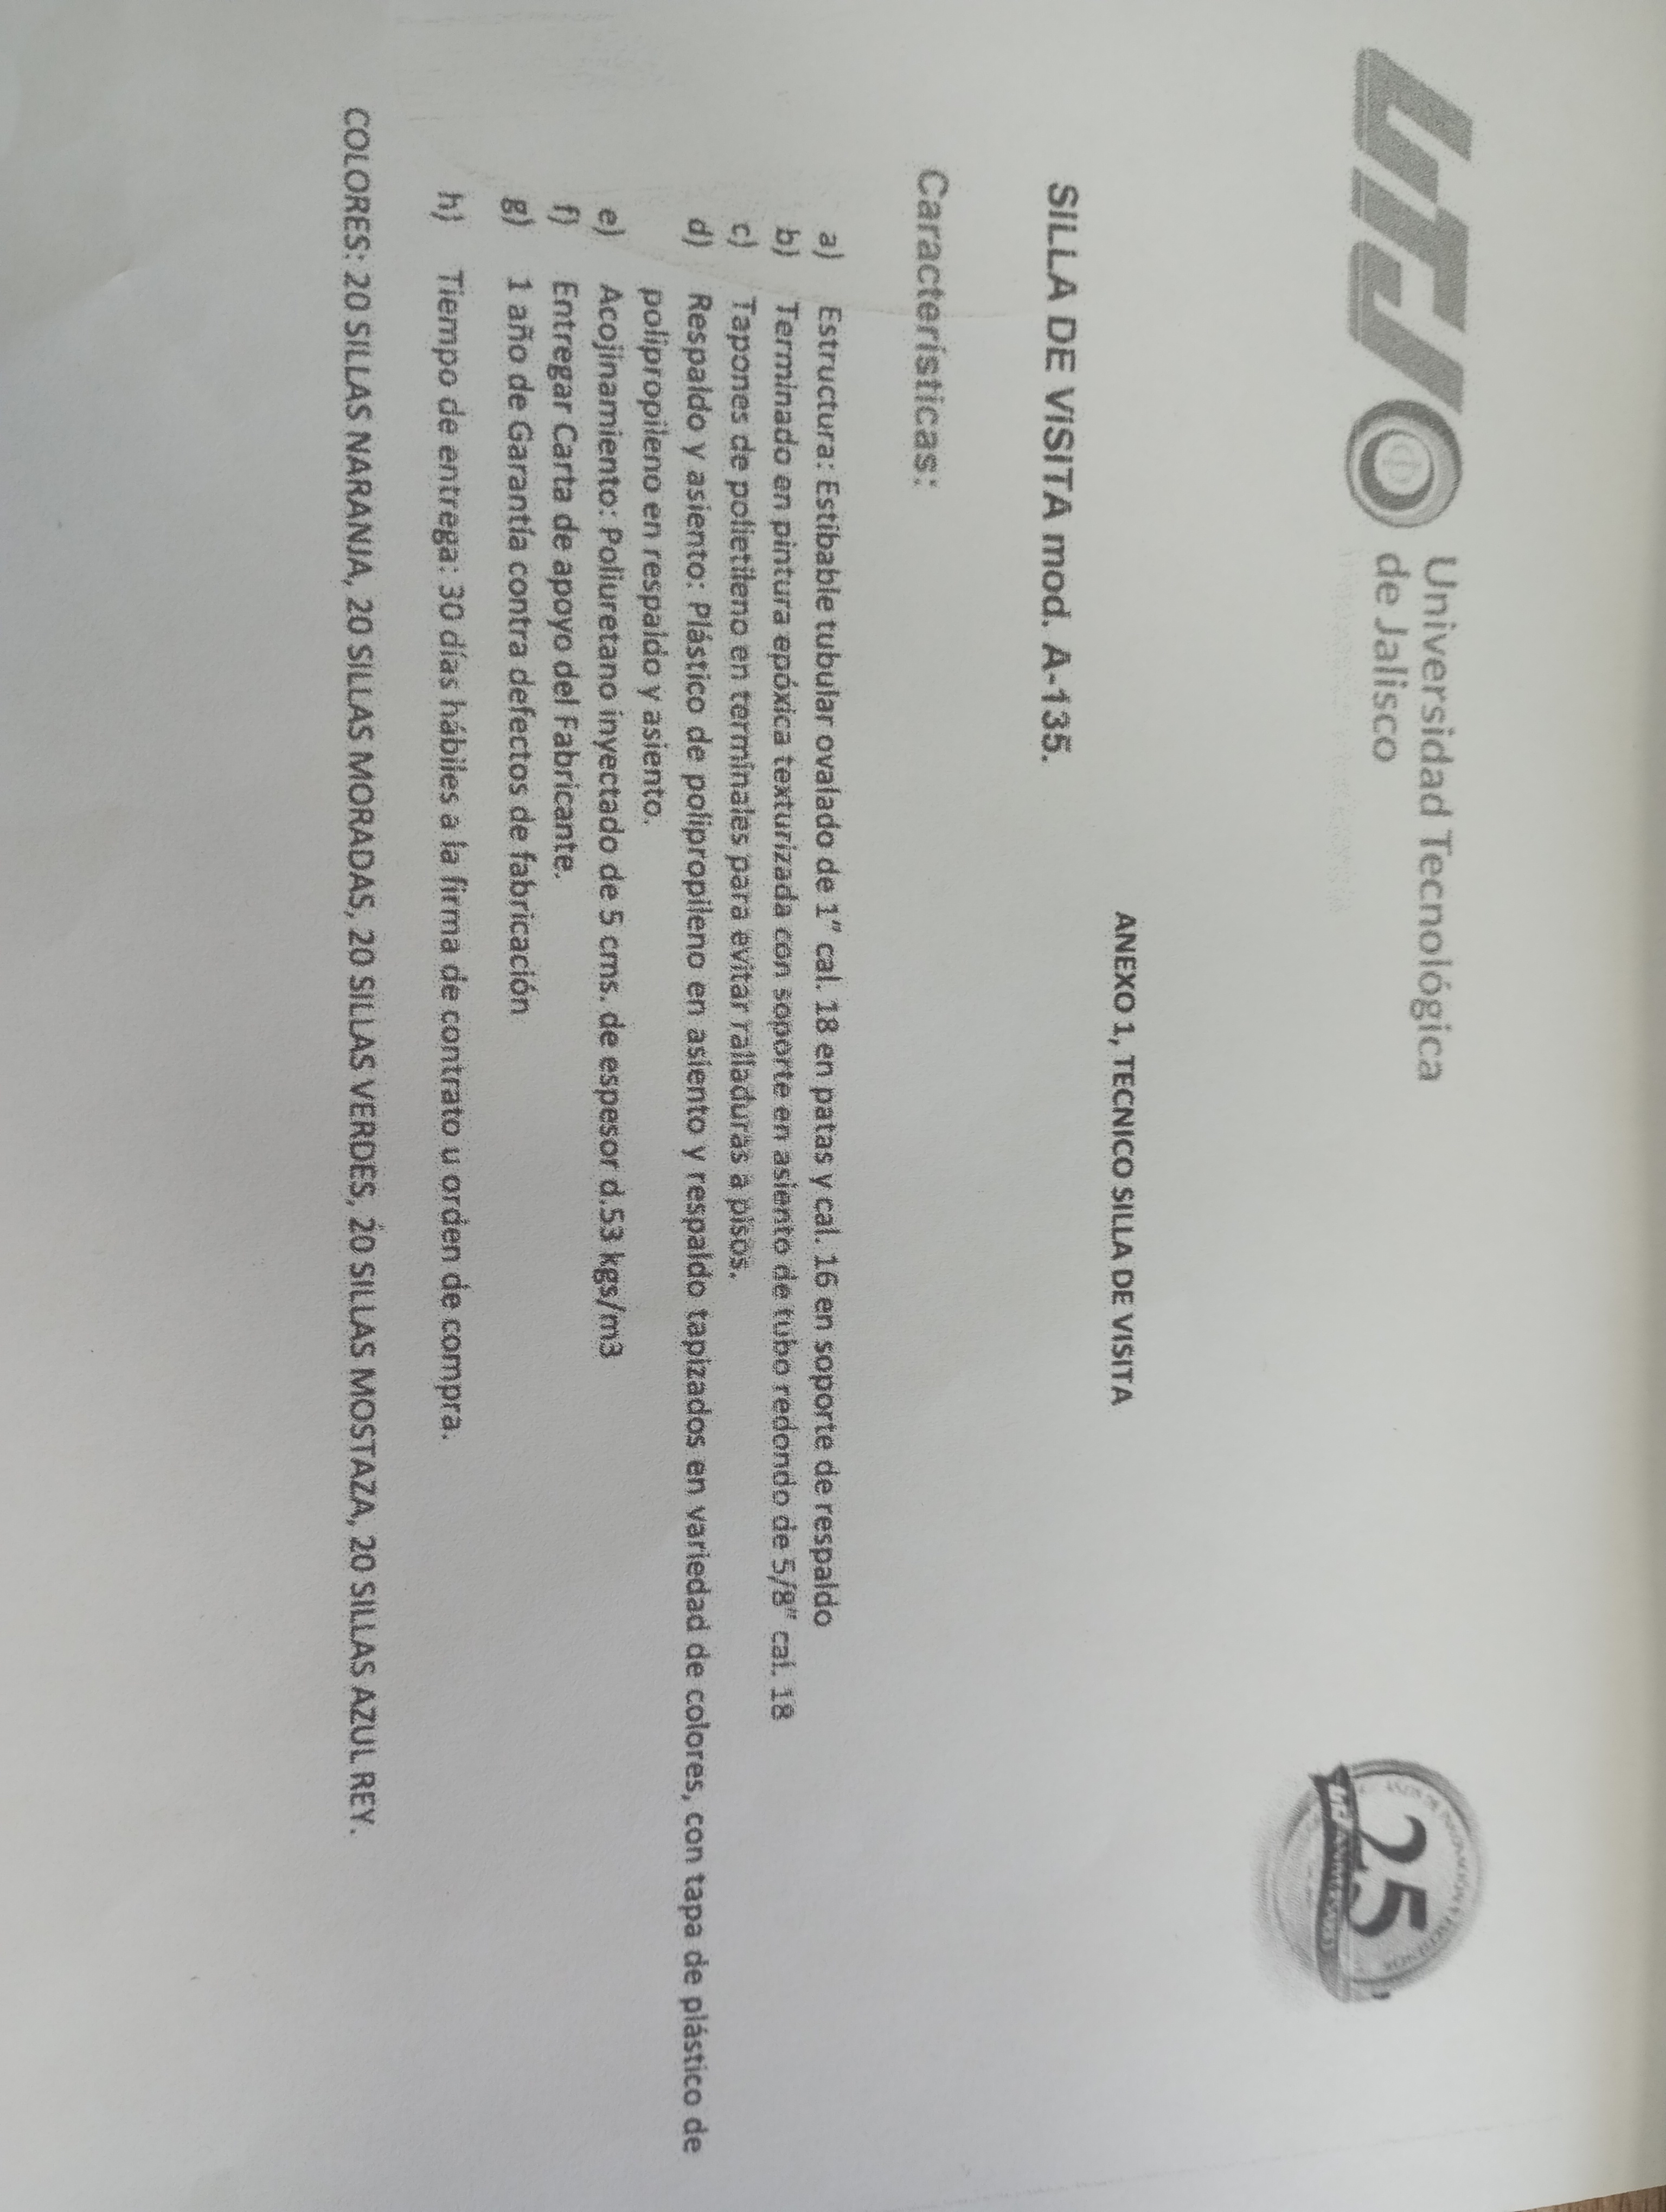 UTJ
Universidad Tecnológica
de Jalisco
25
ANEXO 1, TECNICO SILLA DE VISITA
SILLA DE VISITA mod. A-135.
Características:
a) Estructura: Estibable tubular ovalado de 1" cal. 18 en patas y cal. 16 en soporte de respaldo
b) Terminado en pintura epóxica texturizada con soporte en asiento de tubo redondo de 5/8" cal. 18
c) Tapones de polietileno en terminales para evitar ralladuras a pisos.
d) Respaldo y asiento: Plástico de polipropileno en asiento y respaldo tapizados en variedad de colores, con tapa de plástico de
polipropileno en respaldo y asiento.
e) Acojinamiento: Poliuretano inyectado de 5 cms. de espesor d.53 kgs/m3
f) Entregar Carta de apoyo del Fabricante.
g) 1 año de Garantía contra defectos de fabricación
h) Tiempo de entrega: 30 días hábiles a la firma de contrato u orden de compra.
COLORES: 20 SILLAS NARANJA, 20 SILLAS MORADAS, 20 SILLAS VERDES, 20 SILLAS MOSTAZA, 20 SILLAS AZUL REY.